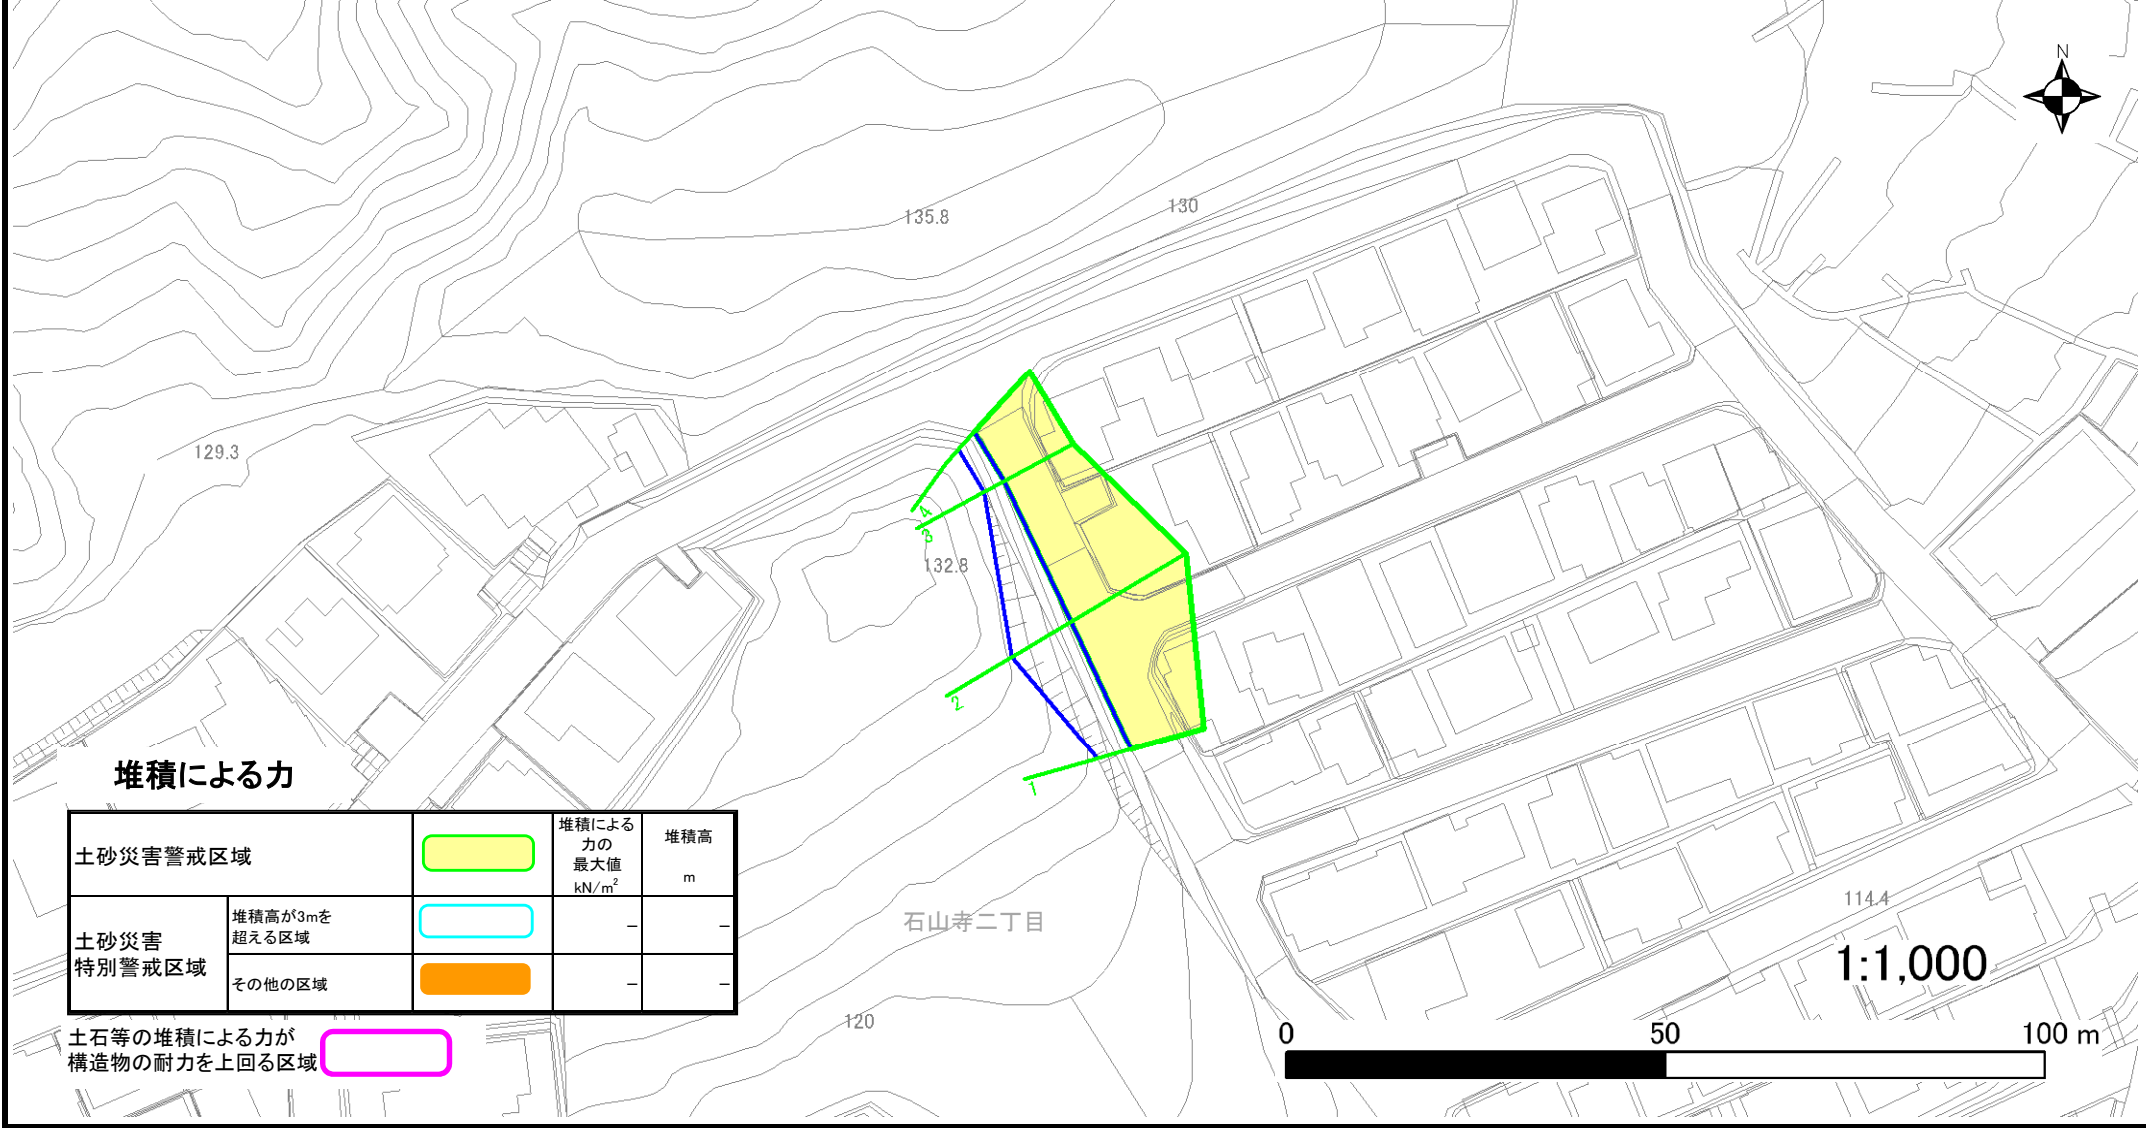 N
135.8
130
129.3
4
3
132.8
2
1
堆積による力
土砂災害警戒区域
堆積による
力の
最大値
kN/m²
堆積高
m
土砂災害
特別警戒区域
堆積高が3mを
超える区域
－
－
その他の区域
－
－
土石等の堆積による力が
構造物の耐力を上回る区域
石山寺二丁目
120
114.4
1:1,000
0
50
100 m